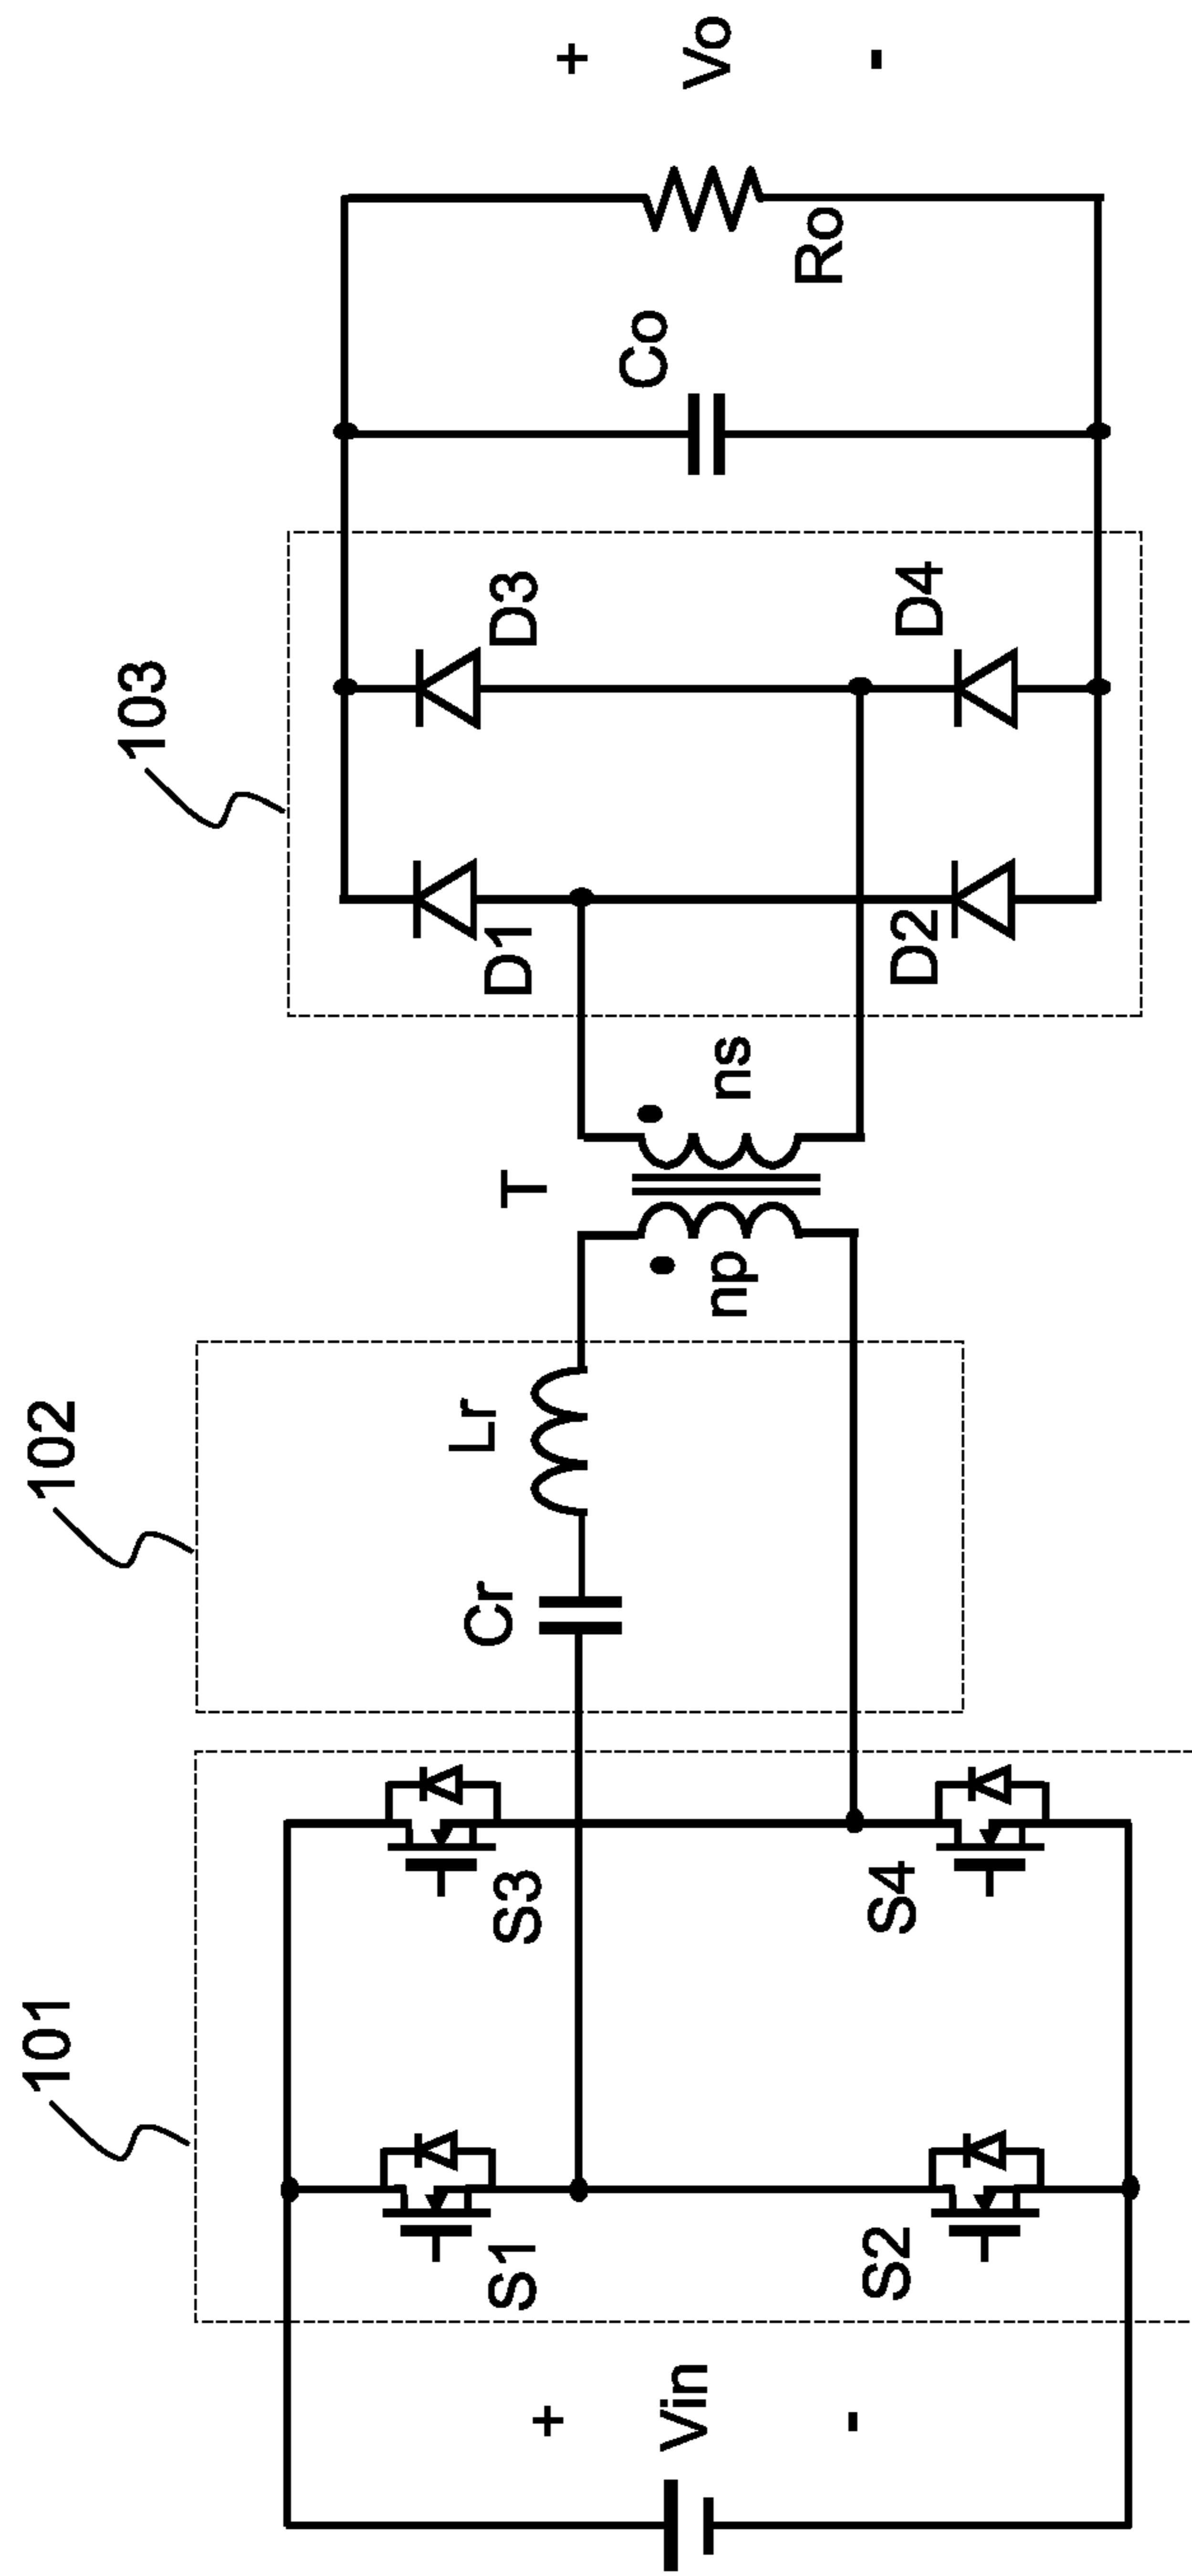 101
102
103
Vin
+
-
S1
S2
S3
S4
Cr
Lr
T
np
ns
D1
D2
D3
D4
Co
Ro
+
Vo
-